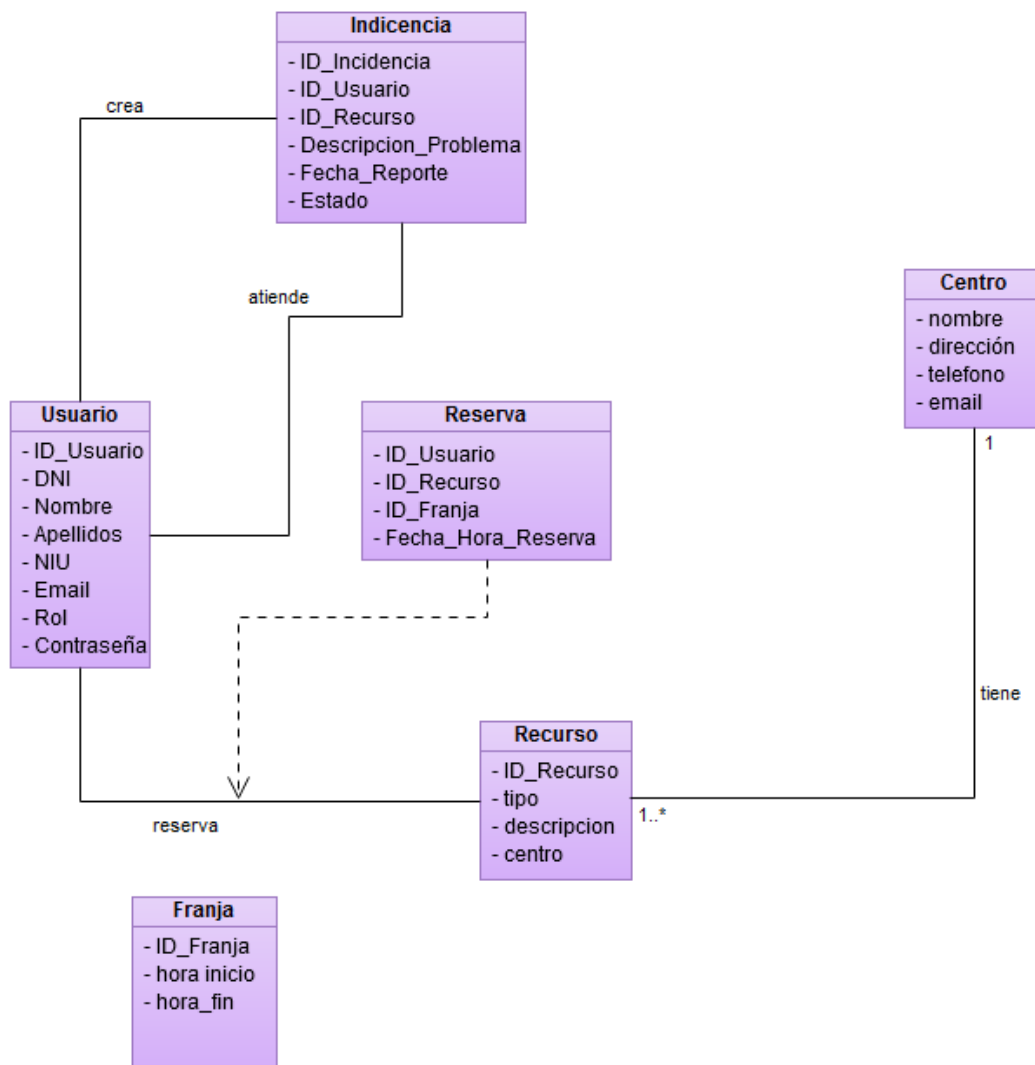 Indicencia
- ID_Incidencia
- ID_Usuario
- ID_Recurso
- Descripcion_Problema
- Fecha_Reporte
- Estado
crea
atiende
Centro
- nombre
- dirección
- telefono
- email
1
Usuario
- ID_Usuario
- DNI
- Nombre
- Apellidos
- NIU
- Email
- Rol
- Contraseña
Reserva
- ID_Usuario
- ID_Recurso
- ID_Franja
- Fecha_Hora_Reserva
tiene
Recurso
- ID_Recurso
- tipo
- descripcion
- centro
1..*
reserva
Franja
- ID_Franja
- hora inicio
- hora_fin